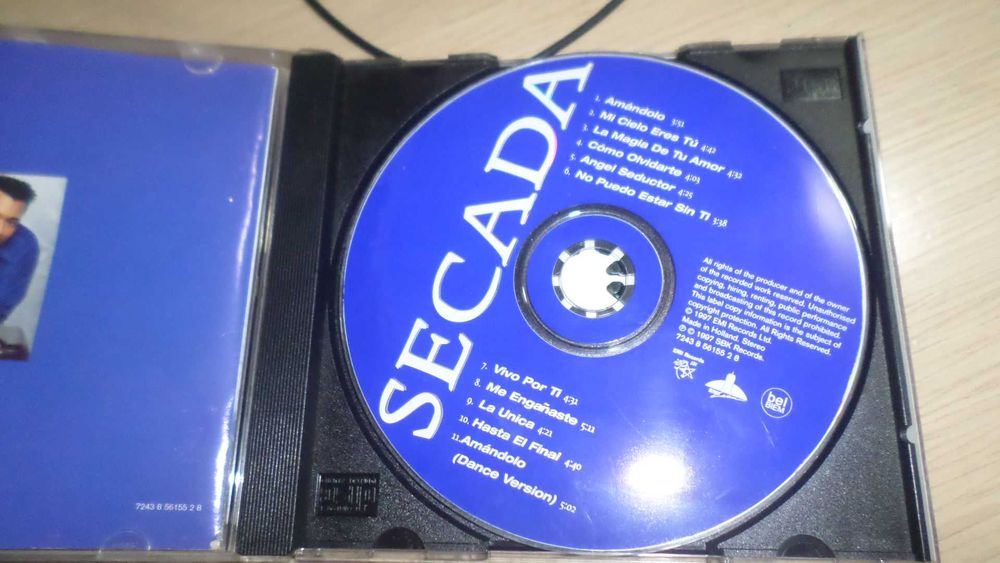 SECADA
1. Amándolo 3:51
2. Mi Cielo Eres Tú 4:42
3. La Magia De Tu Amor 4:32
4. Cómo Olvidarte 4:03
5. Angel Seductor 4:25
6. No Puedo Estar Sin Ti 3:38
All rights of the producer and of the owner
of the recorded work reserved. Unauthorised
copying, hiring, renting, public performance
and broadcasting of this record prohibited.
This label copy information is the subject of
copyright protection. All Rights Reserved.
© 1997 EMI Records Ltd.
Made in Holland. Stereo
℗ © 1997 SBK Records.
7243 8 56155 2 8
SBK Records
bel
BIEM
7. Vivo Por Ti 4:32
8. Me Engañaste 5:22
9. La Unica 4:21
10. Hasta El Final 4:40
11. Amándolo
(Dance Version) 5:02
7243 8 56155 2 8